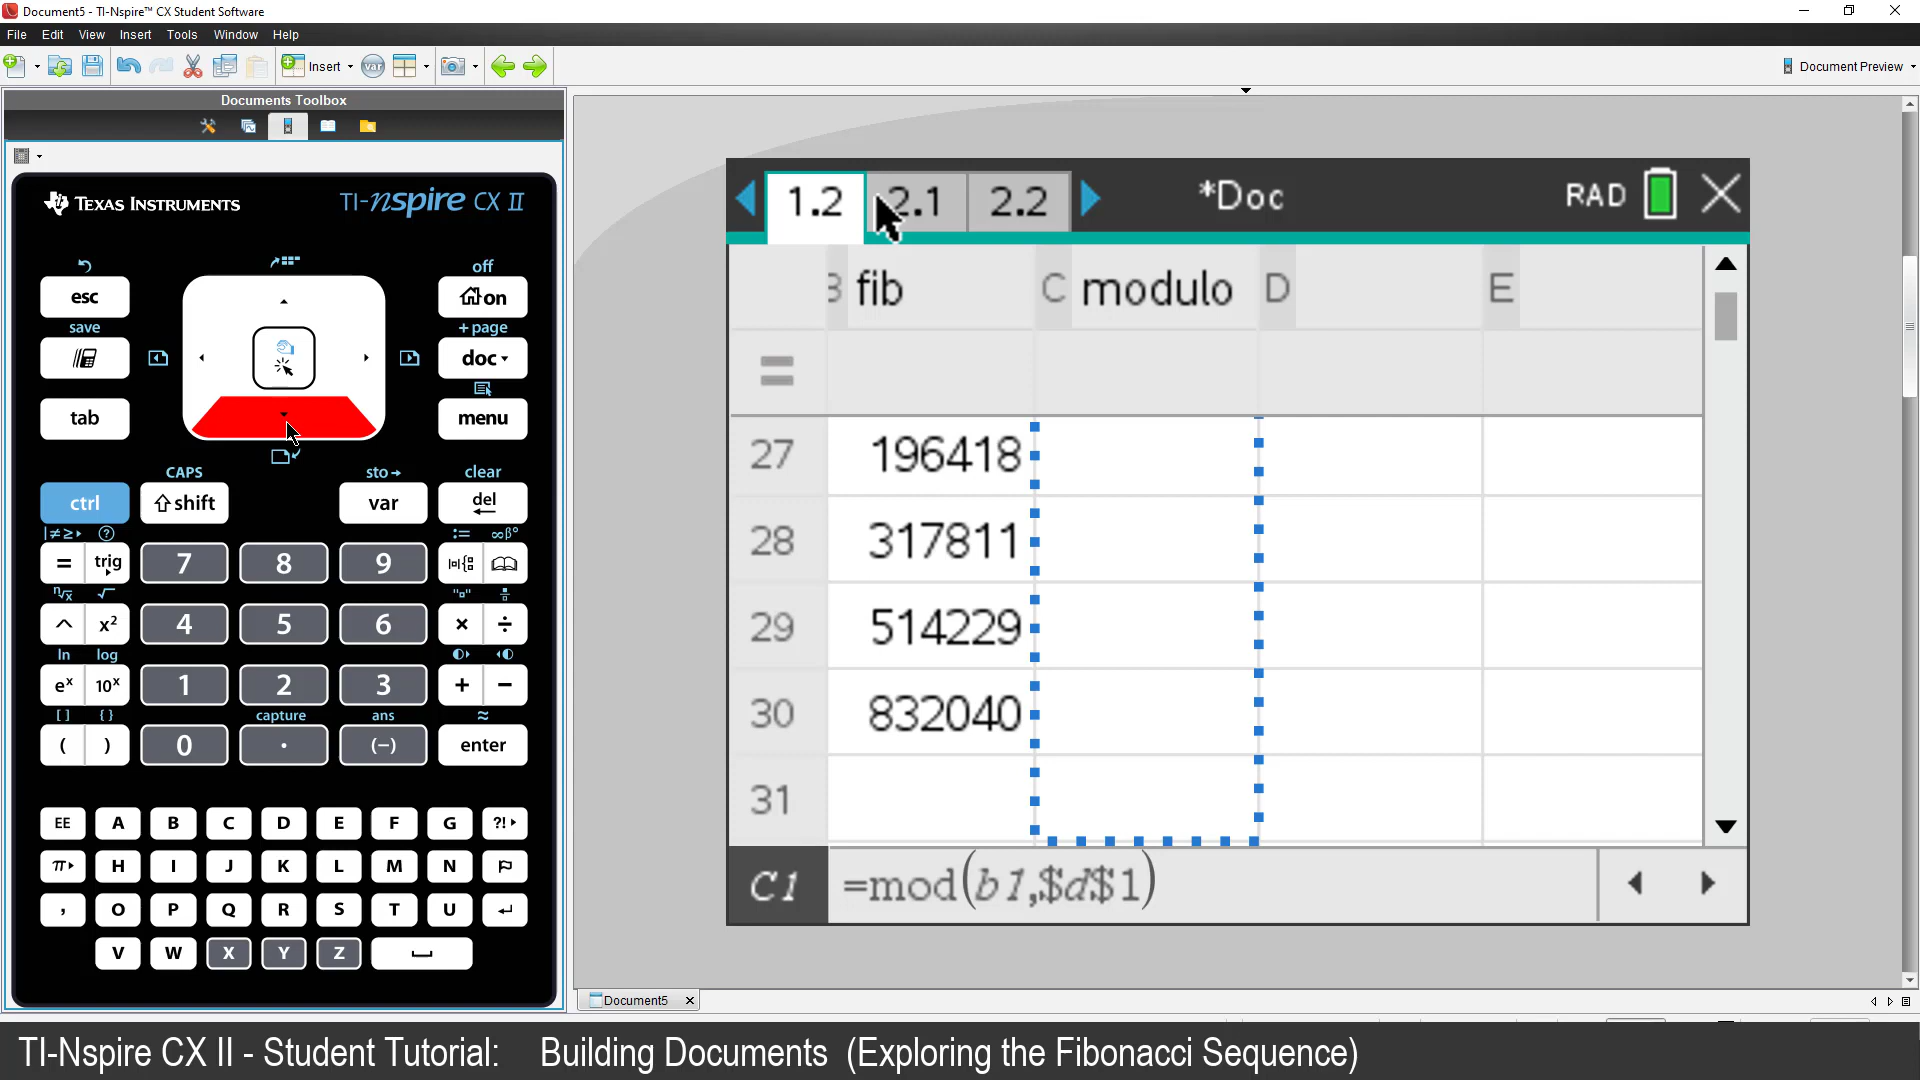 Document5 - TI-Nspire™ CX Student Software
File Edit View Insert Tools Window Help
Insert var Document Preview
Documents Toolbox
TEXAS INSTRUMENTS TI-nspire CX II
off
esc on
save + page
doc
tab menu
CAPS sto→ clear
ctrl shift var del
= trig 7 8 9
^ x² 4 5 6 × ÷
ln log
eˣ 10ˣ 1 2 3 + −
[ ] { } capture ans ≈
( ) 0 . (−) enter
EE A B C D E F G ?!
π H I J K L M N
, O P Q R S T U
V W X Y Z
1.2 2.1 2.2 *Doc RAD
B fib C modulo D E
=
27 196418
28 317811
29 514229
30 832040
31
C1 =mod(b1,$d$1)
Document5
TI-Nspire CX II - Student Tutorial: Building Documents (Exploring the Fibonacci Sequence)